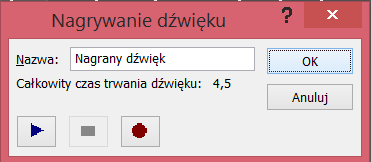 Nagrywanie dźwięku
?
Nazwa: Nagrany dźwięk
OK
Całkowity czas trwania dźwięku: 4,5
Anuluj